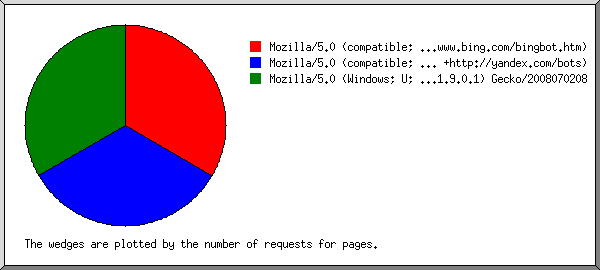 Mozilla/5.0 (compatible; ...www.bing.com/bingbot.htm)
Mozilla/5.0 (compatible; ... +http://yandex.com/bots)
Mozilla/5.0 (Windows; U; ...1.9.0.1) Gecko/2008070208
The wedges are plotted by the number of requests for pages.